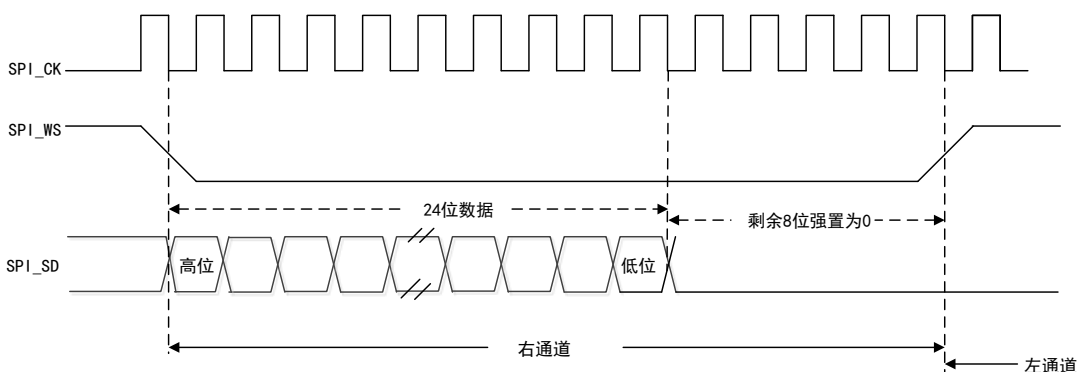 SPI_CK
SPI_WS
24位数据
剩余8位强置为0
SPI_SD
高位
低位
右通道
左通道